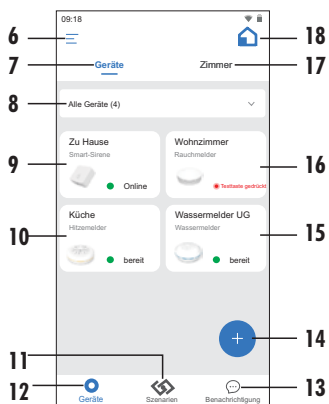 09:18
6
18
7
Geräte
Zimmer
17
8
Alle Geräte (4)
Zu Hause
Smart-Sirene
Online
9
Wohnzimmer
Rauchmelder
Testtaste gedrückt
16
Küche
Hitzemelder
bereit
10
Wassermelder UG
Wassermelder
bereit
15
14
11
12
Geräte
Szenarien
Benachrichtigung
13